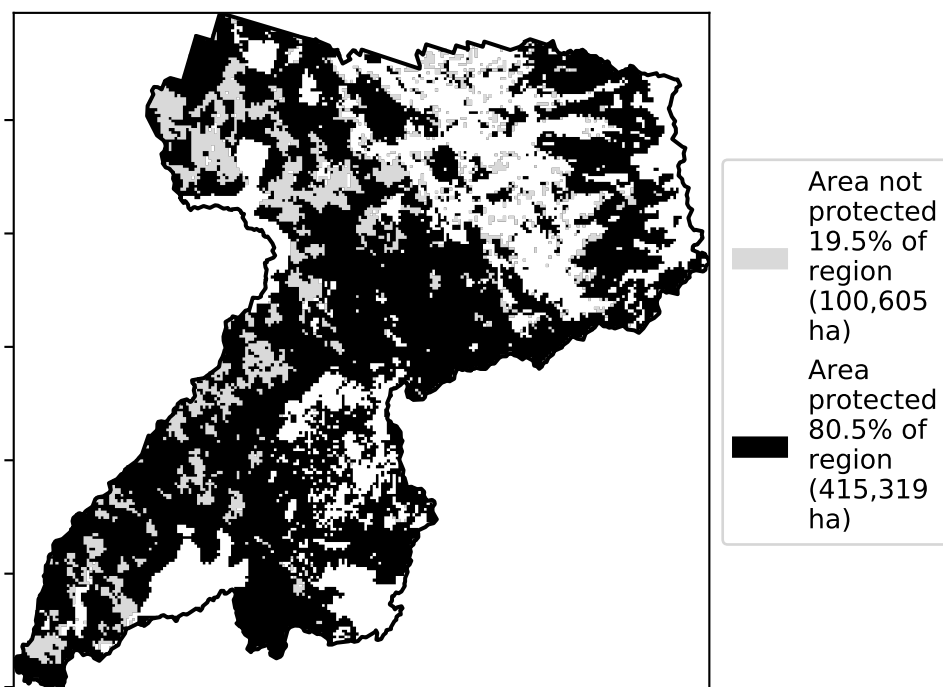 Area not
protected
19.5% of
region
(100,605
ha)
Area
protected
80.5% of
region
(415,319
ha)